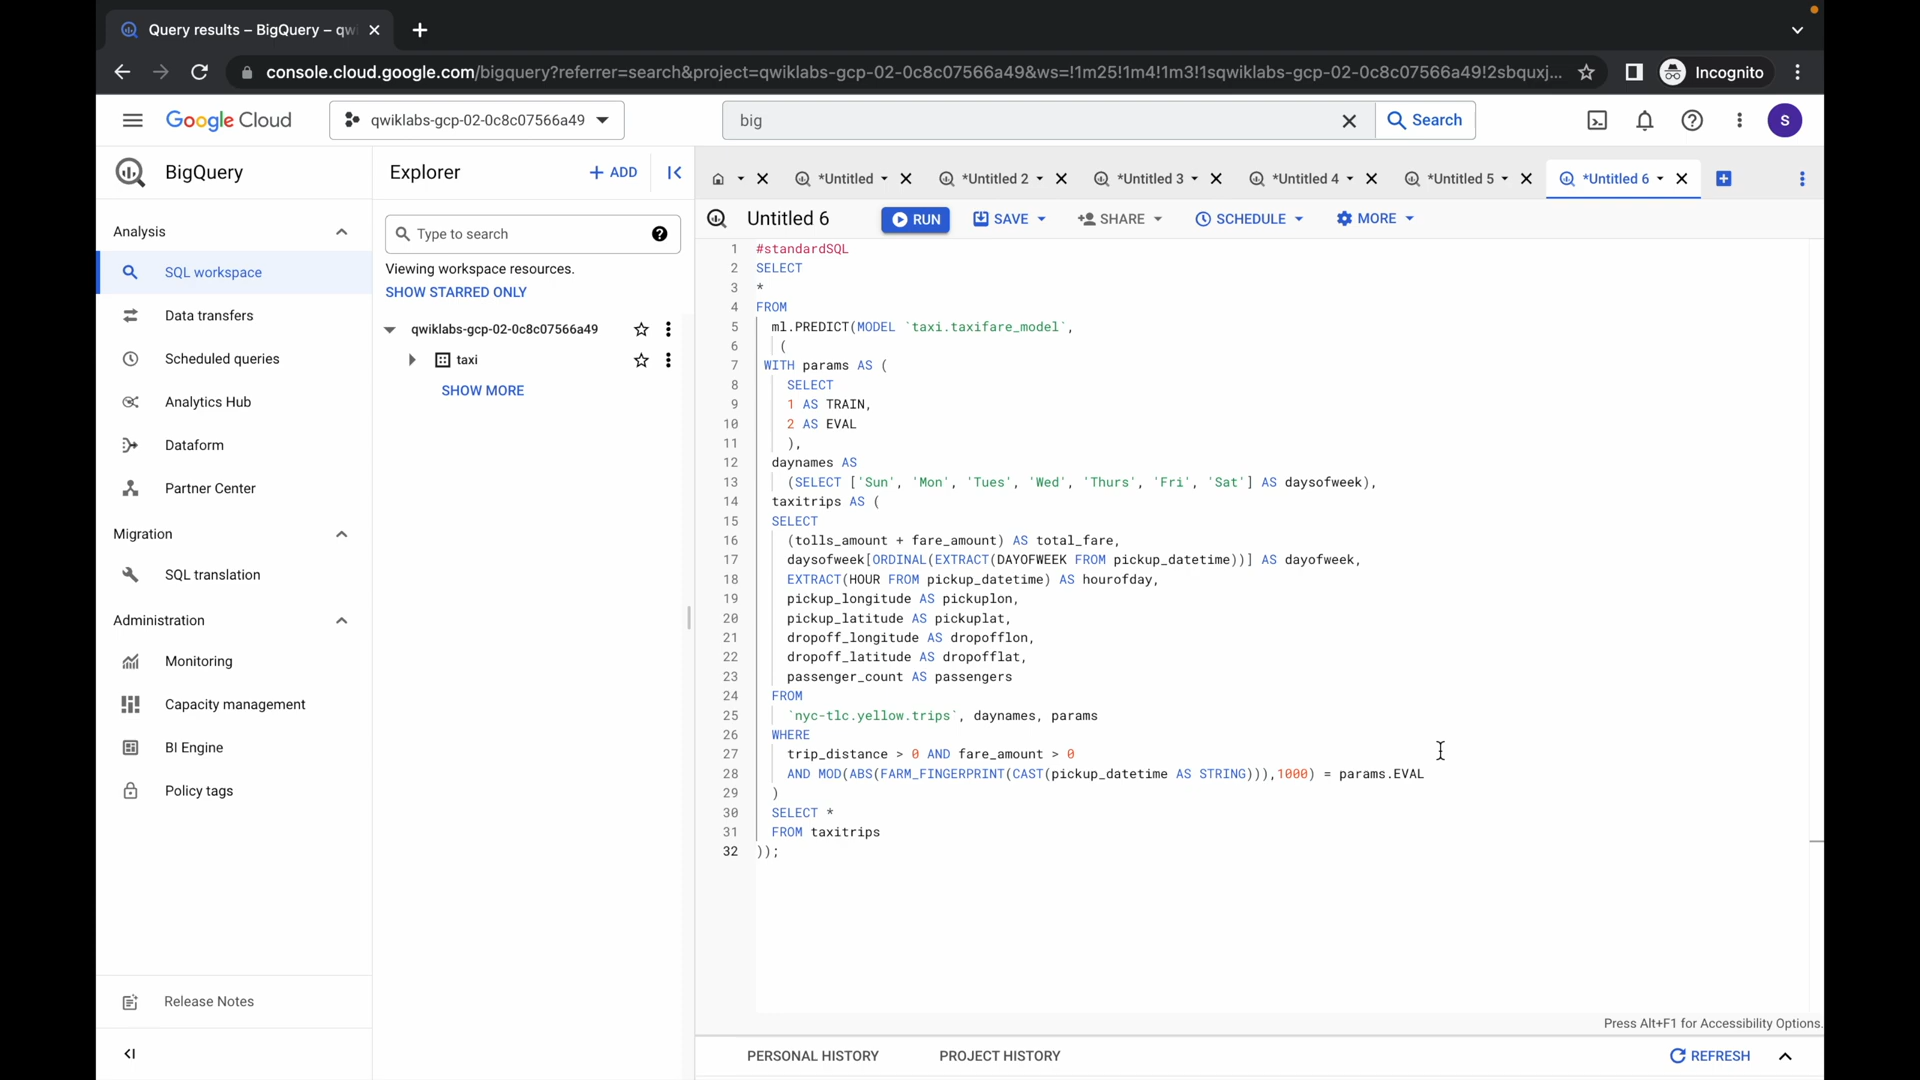 Query results – BigQuery – qw
console.cloud.google.com/bigquery?referrer=search&project=qwiklabs-gcp-02-0c8c07566a49&ws=!1m25!1m4!1m3!1sqwiklabs-gcp-02-0c8c07566a49!2sbquxj...
Incognito
Google Cloud
qwiklabs-gcp-02-0c8c07566a49
big
Search
S
BigQuery
Analysis
SQL workspace
Data transfers
Scheduled queries
Analytics Hub
Dataform
Partner Center
Migration
SQL translation
Administration
Monitoring
Capacity management
BI Engine
Policy tags
Release Notes
Explorer
+ ADD
Type to search
Viewing workspace resources.
SHOW STARRED ONLY
qwiklabs-gcp-02-0c8c07566a49
taxi
SHOW MORE
*Untitled
*Untitled 2
*Untitled 3
*Untitled 4
*Untitled 5
*Untitled 6
Untitled 6
RUN
SAVE
SHARE
SCHEDULE
MORE
1 #standardSQL
2 SELECT
3 *
4 FROM
5 ml.PREDICT(MODEL `taxi.taxifare_model`,
6 (
7 WITH params AS (
8 SELECT
9 1 AS TRAIN,
10 2 AS EVAL
11 ),
12 daynames AS
13 (SELECT ['Sun', 'Mon', 'Tues', 'Wed', 'Thurs', 'Fri', 'Sat'] AS daysofweek),
14 taxitrips AS (
15 SELECT
16 (tolls_amount + fare_amount) AS total_fare,
17 daysofweek[ORDINAL(EXTRACT(DAYOFWEEK FROM pickup_datetime))] AS dayofweek,
18 EXTRACT(HOUR FROM pickup_datetime) AS hourofday,
19 pickup_longitude AS pickuplon,
20 pickup_latitude AS pickuplat,
21 dropoff_longitude AS dropofflon,
22 dropoff_latitude AS dropofflat,
23 passenger_count AS passengers
24 FROM
25 `nyc-tlc.yellow.trips`, daynames, params
26 WHERE
27 trip_distance > 0 AND fare_amount > 0
28 AND MOD(ABS(FARM_FINGERPRINT(CAST(pickup_datetime AS STRING))),1000) = params.EVAL
29 )
30 SELECT *
31 FROM taxitrips
32 ));
Press Alt+F1 for Accessibility Options.
PERSONAL HISTORY
PROJECT HISTORY
REFRESH